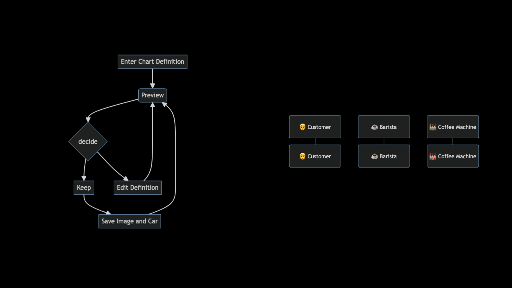 Enter Chart Definition
Preview
decide
Keep
Edit Definition
Save Image and Car
Customer
Barista
Coffee Machine
Customer
Barista
Coffee Machine